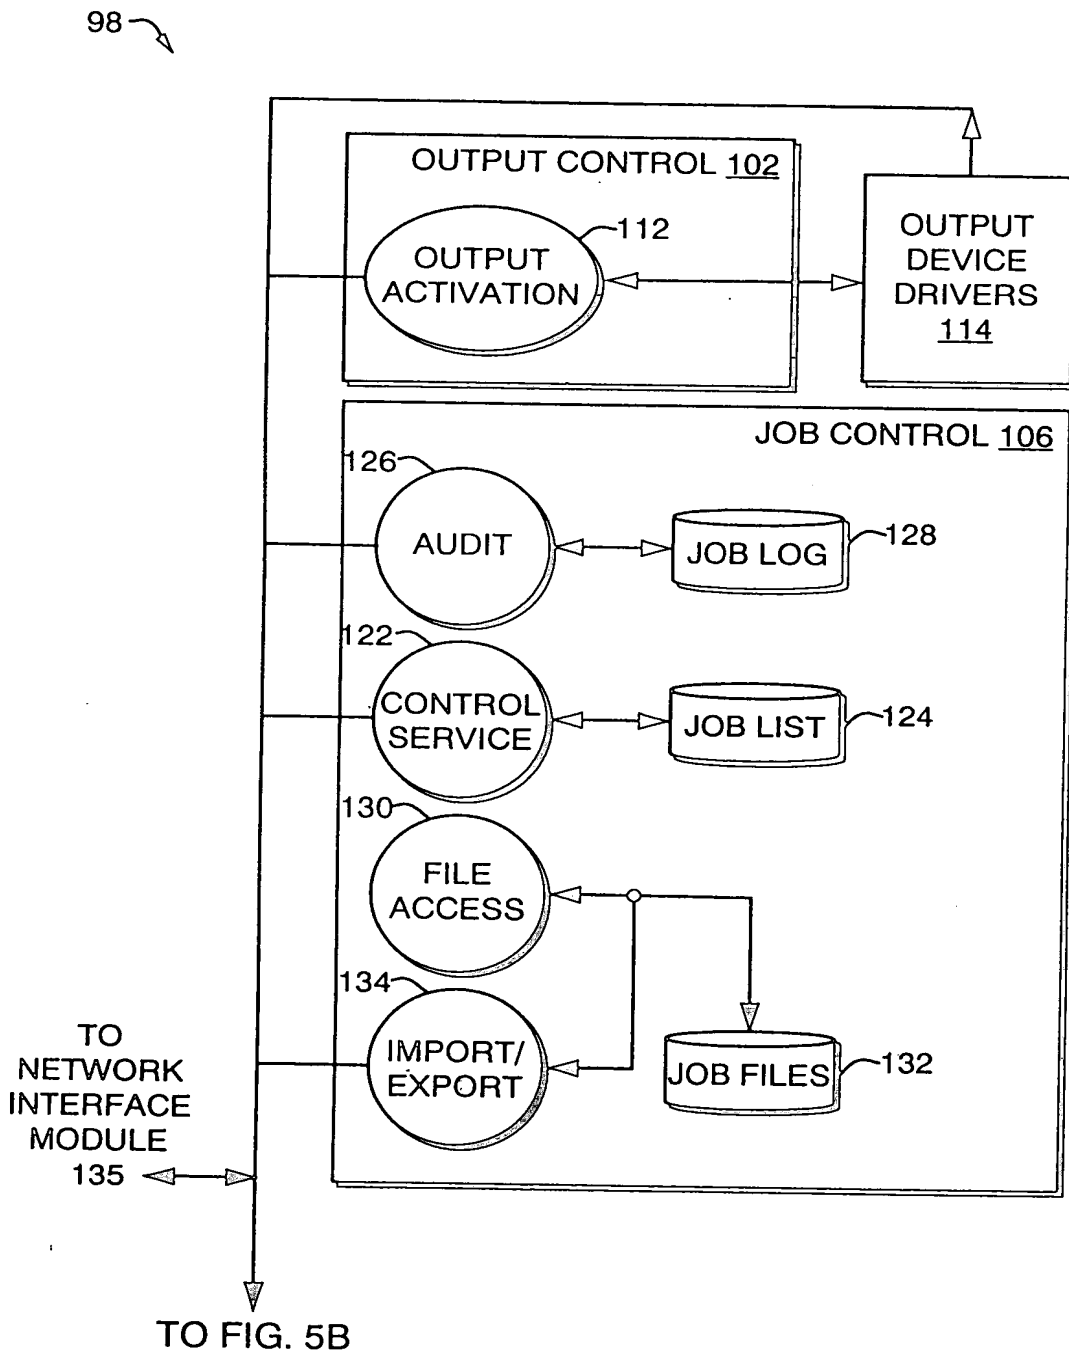 98
OUTPUT CONTROL 102
112
OUTPUT
ACTIVATION
OUTPUT
DEVICE
DRIVERS
114
JOB CONTROL 106
126
AUDIT
JOB LOG
128
122
CONTROL
SERVICE
JOB LIST
124
130
FILE
ACCESS
134
IMPORT/
EXPORT
JOB FILES
132
TO
NETWORK
INTERFACE
MODULE
135
TO FIG. 5B